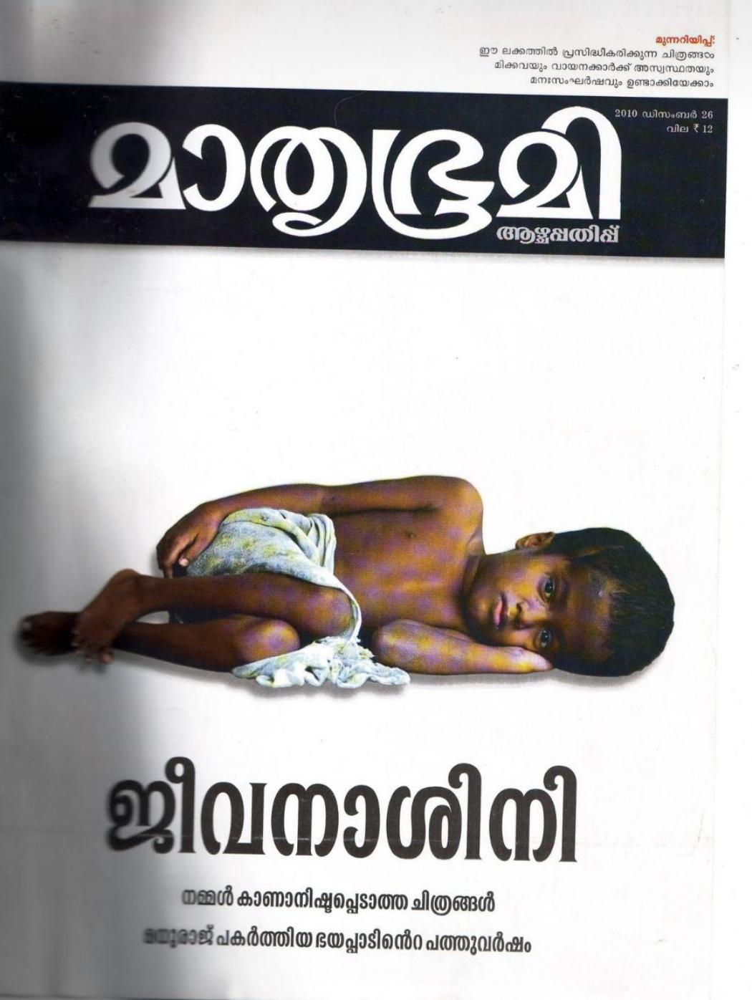 മുന്നറിയിപ്പ്:
ഈ ലക്കത്തിൽ പ്രസിദ്ധീകരിക്കുന്ന ചിത്രങ്ങൾ
മിക്കവയും വായനക്കാർക്ക് അസ്വസ്ഥതയും
മനഃസംഘർഷവും ഉണ്ടാക്കിയേക്കാം
2010 ഡിസംബർ 26
വില ₹ 12
മാതൃഭൂമി
ആഴ്ചപ്പതിപ്പ്
ജീവനാശിനി
നമ്മൾ കാണാനിഷ്ടപ്പെടാത്ത ചിത്രങ്ങൾ
മധുരാജ് പകർത്തിയ ഭയപ്പാടിൻെറ പത്തുവർഷം